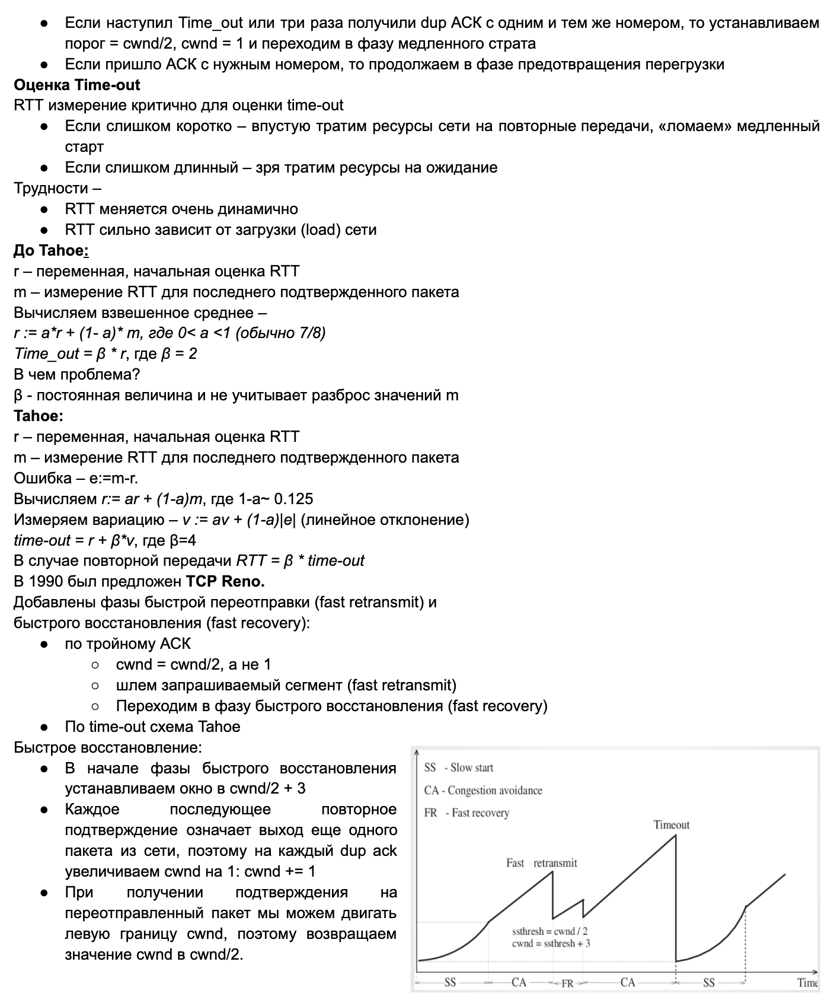 ● Если наступил Time_out или три раза получили dup АСК с одним и тем же номером, то устанавливаем
порог = cwnd/2, cwnd = 1 и переходим в фазу медленного страта
● Если пришло АСК с нужным номером, то продолжаем в фазе предотвращения перегрузки
Оценка Time-out
RTT измерение критично для оценки time-out
● Если слишком коротко – впустую тратим ресурсы сети на повторные передачи, «ломаем» медленный
старт
● Если слишком длинный – зря тратим ресурсы на ожидание
Трудности –
● RTT меняется очень динамично
● RTT сильно зависит от загрузки (load) сети
До Tahoe:
r – переменная, начальная оценка RTT
m – измерение RTT для последнего подтвержденного пакета
Вычисляем взвешенное среднее –
r := a*r + (1- a)* m, где 0< a <1 (обычно 7/8)
Time_out = β * r, где β = 2
В чем проблема?
β - постоянная величина и не учитывает разброс значений m
Tahoe:
r – переменная, начальная оценка RTT
m – измерение RTT для последнего подтвержденного пакета
Ошибка – e:=m-r.
Вычисляем r:= ar + (1-a)m, где 1-a~ 0.125
Измеряем вариацию – v := av + (1-a)|e| (линейное отклонение)
time-out = r + β*v, где β=4
В случае повторной передачи RTT = β * time-out
В 1990 был предложен TCP Reno.
Добавлены фазы быстрой переотправки (fast retransmit) и
быстрого восстановления (fast recovery):
● по тройному АСК
○ cwnd = cwnd/2, а не 1
○ шлем запрашиваемый сегмент (fast retransmit)
○ Переходим в фазу быстрого восстановления (fast recovery)
● По time-out схема Tahoe
Быстрое восстановление:
● В начале фазы быстрого восстановления
устанавливаем окно в cwnd/2 + 3
● Каждое последующее повторное
подтверждение означает выход еще одного
пакета из сети, поэтому на каждый dup ack
увеличиваем cwnd на 1: cwnd += 1
● При получении подтверждения на
переотправленный пакет мы можем двигать
левую границу cwnd, поэтому возвращаем
значение cwnd в cwnd/2.
SS - Slow start
CA - Congestion avoidance
FR - Fast recovery
Timeout
Fast retransmit
ssthresh = cwnd / 2
cwnd = ssthresh + 3
SS CA FR CA SS Time